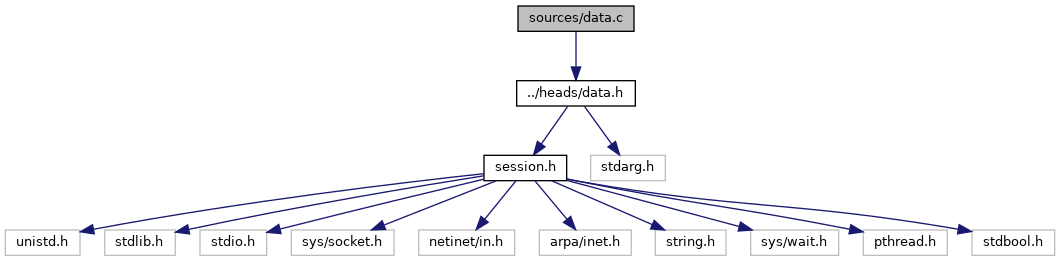 sources/data.c
../heads/data.h
session.h
stdarg.h
unistd.h
stdlib.h
stdio.h
sys/socket.h
netinet/in.h
arpa/inet.h
string.h
sys/wait.h
pthread.h
stdbool.h